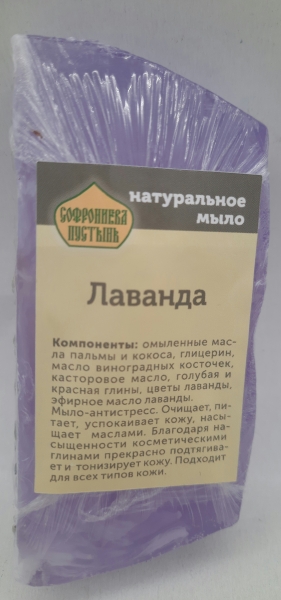 СОФРОНИЕВА
ПУСТЫНЬ
натуральное
мыло
Лаванда
Компоненты: омыленные мас-
ла пальмы и кокоса, глицерин,
масло виноградных косточек,
касторовое масло, голубая и
красная глины, цветы лаванды,
эфирное масло лаванды.
Мыло-антистресс. Очищает, пи-
тает, успокаивает кожу, насы-
щает маслами. Благодаря на-
сыщенности косметическими
глинами прекрасно подтягива-
ет и тонизирует кожу. Подходит
для всех типов кожи.